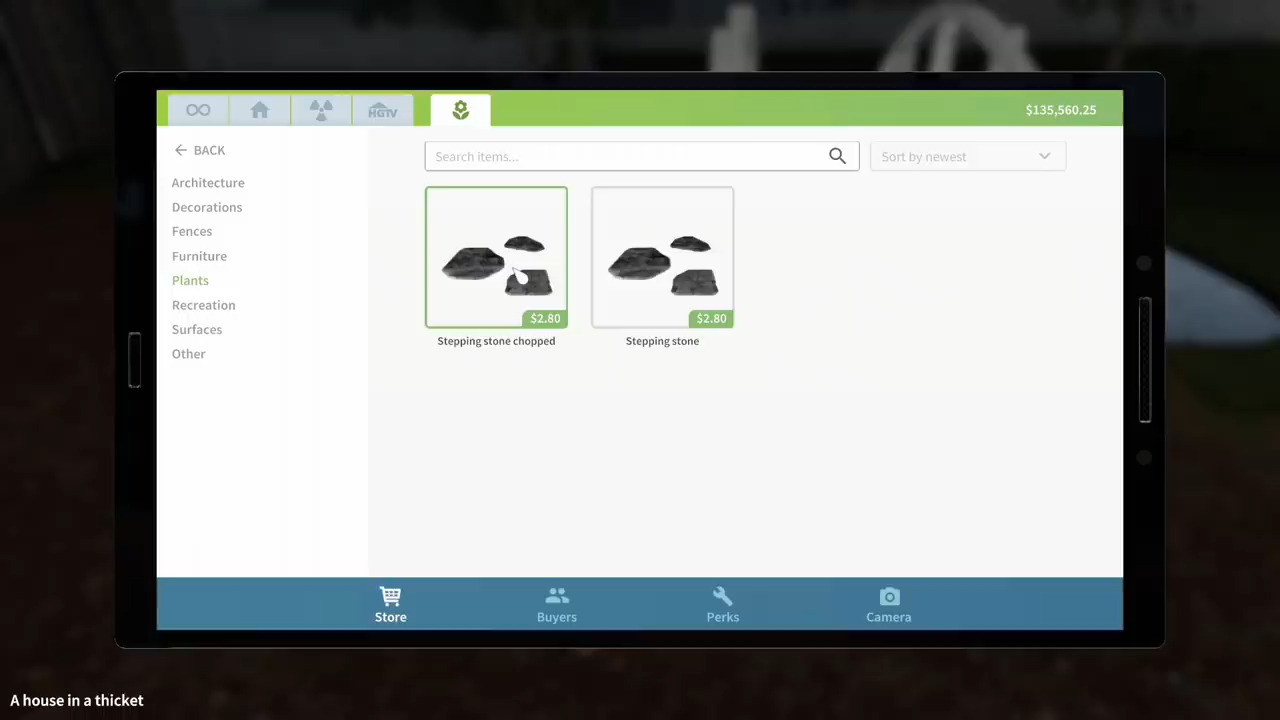 HGTV
$135,560.25
BACK
Search items...
Sort by newest
Architecture
Decorations
Fences
Furniture
Plants
Recreation
Surfaces
Other
$2.80
$2.80
Stepping stone chopped
Stepping stone
Store
Buyers
Perks
Camera
A house in a thicket